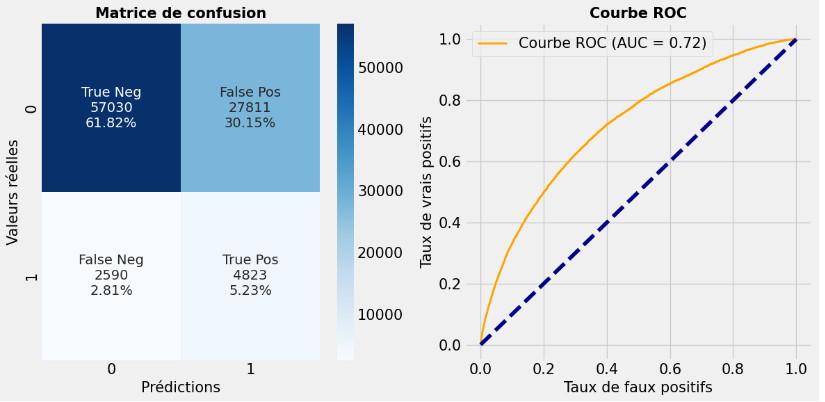 Matrice de confusion
Valeurs réelles
0
1
True Neg
57030
61.82%
False Pos
27811
30.15%
False Neg
2590
2.81%
True Pos
4823
5.23%
0
1
Prédictions
50000
40000
30000
20000
10000
Courbe ROC
Courbe ROC (AUC = 0.72)
Taux de vrais positifs
1.0
0.8
0.6
0.4
0.2
0.0
0.0
0.2
0.4
0.6
0.8
1.0
Taux de faux positifs